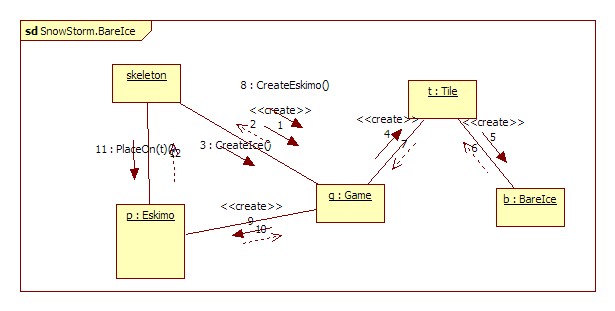 sd SnowStorm.BareIce
skeleton
8 : CreateEskimo()
t : Tile
<<create>>
2
1
3 : CreateIce()
<<create>>
4
7
<<create>>
5
6
11 : PlaceOn(t)()
12
g : Game
b : BareIce
<<create>>
9
10
p : Eskimo